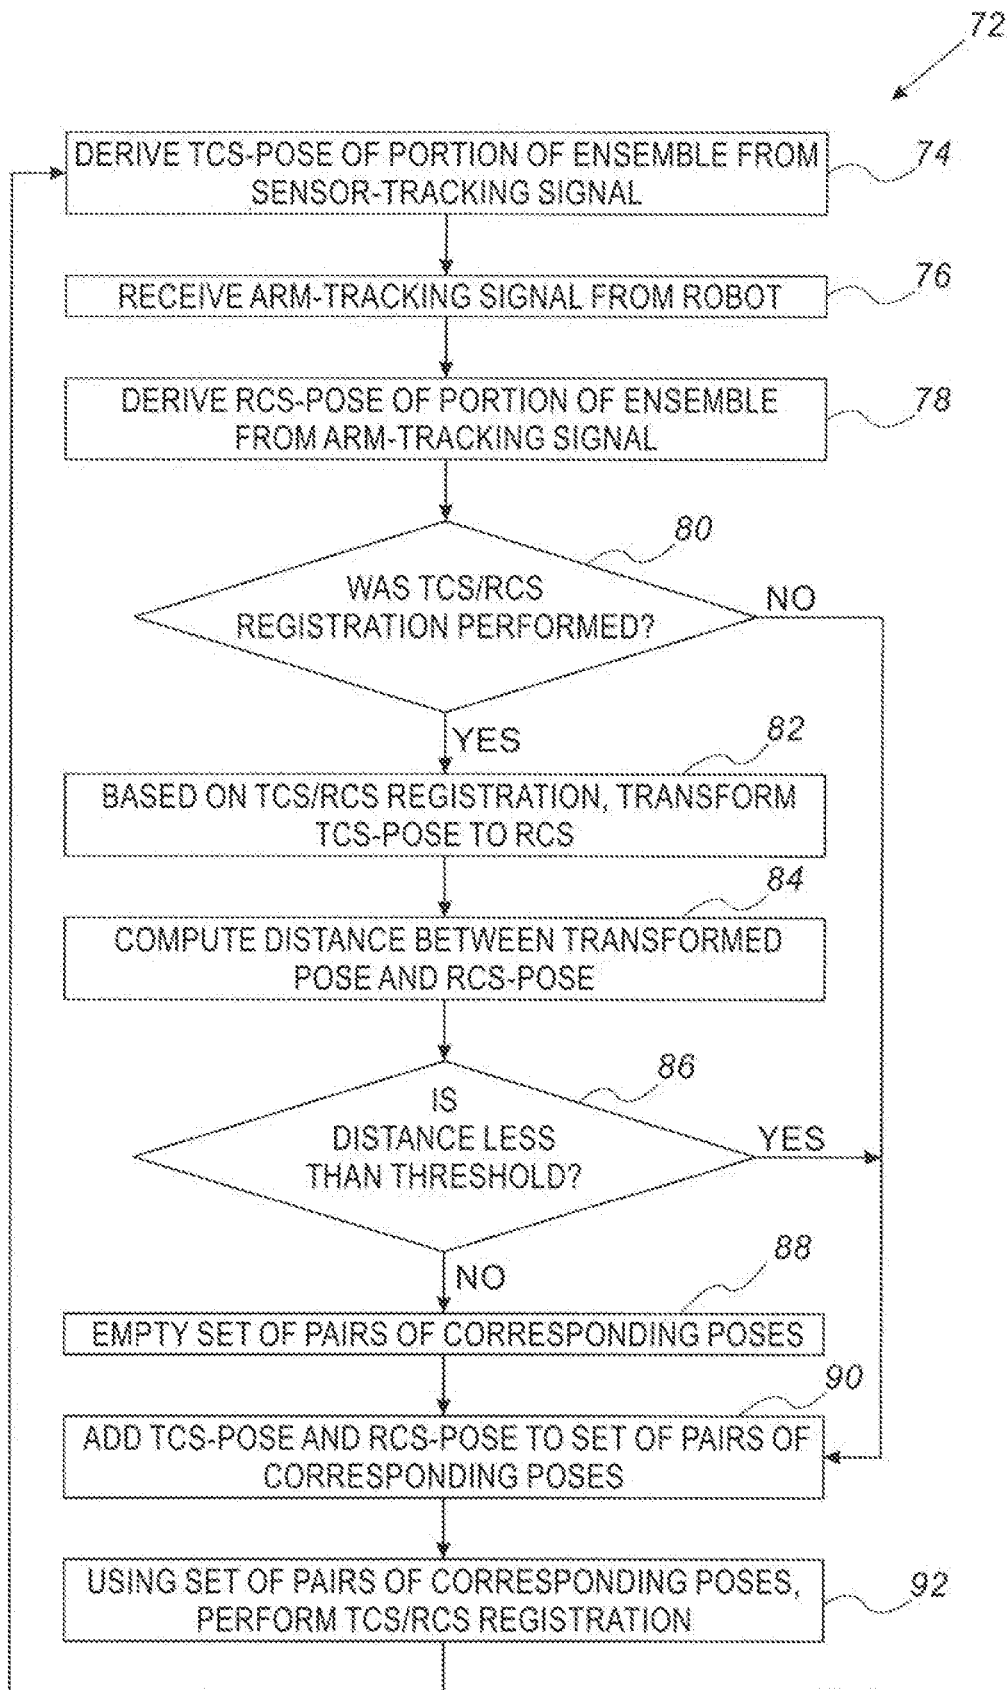 72
DERIVE TCS-POSE OF PORTION OF ENSEMBLE FROM
SENSOR-TRACKING SIGNAL
74
RECEIVE ARM-TRACKING SIGNAL FROM ROBOT
76
DERIVE RCS-POSE OF PORTION OF ENSEMBLE
FROM ARM-TRACKING SIGNAL
78
80
WAS TCS/RCS
REGISTRATION PERFORMED?
NO
YES
82
BASED ON TCS/RCS REGISTRATION, TRANSFORM
TCS-POSE TO RCS
84
COMPUTE DISTANCE BETWEEN TRANSFORMED
POSE AND RCS-POSE
86
IS
DISTANCE LESS
THAN THRESHOLD?
YES
NO
88
EMPTY SET OF PAIRS OF CORRESPONDING POSES
90
ADD TCS-POSE AND RCS-POSE TO SET OF PAIRS OF
CORRESPONDING POSES
USING SET OF PAIRS OF CORRESPONDING POSES,
PERFORM TCS/RCS REGISTRATION
92